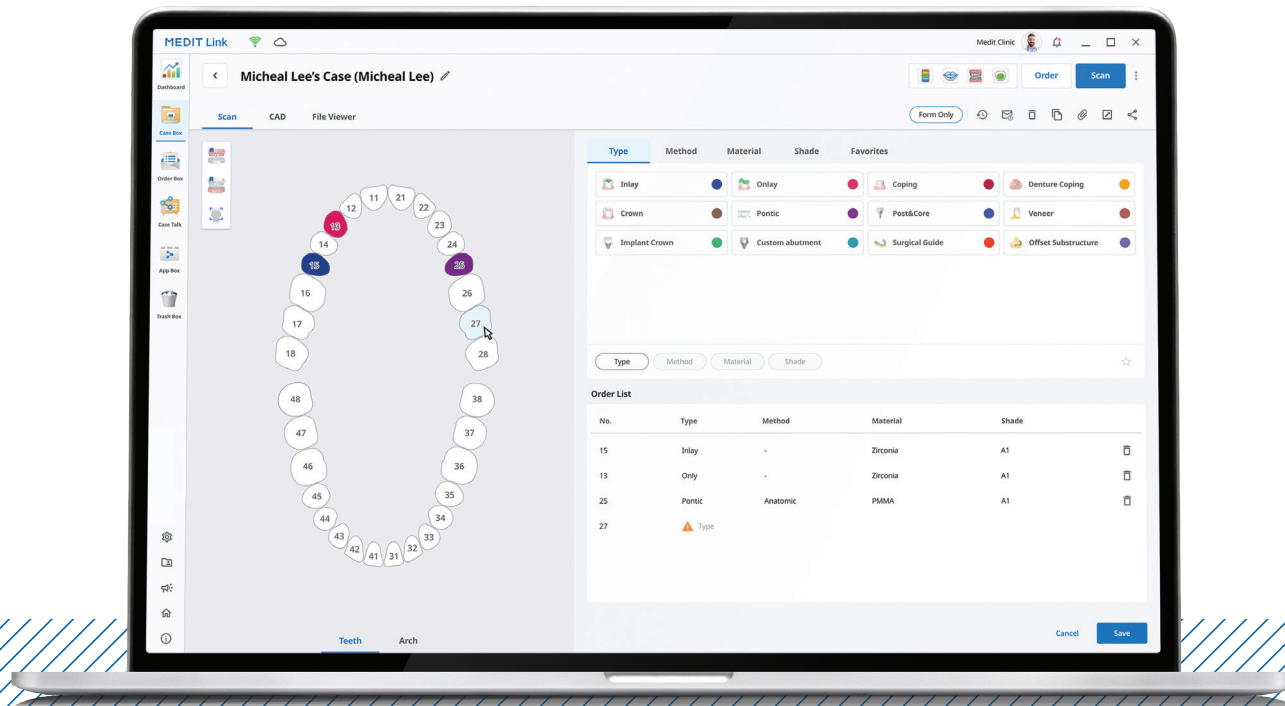 MEDIT Link
Medit Clinic
Dashboard
Case Box
Order Box
Case Talk
App Box
Trash Box
Micheal Lee's Case (Micheal Lee)
Order
Scan
Scan CAD File Viewer
Form Only
11 21
12 22
13 23
14 24
15 25
16 26
17 27
18 28
48 38
47 37
46 36
45 35
44 34
43 33
42 41 31 32
Teeth Arch
Type Method Material Shade Favorites
Inlay Onlay Coping Denture Coping
Crown Pontic Post&Core Veneer
Implant Crown Custom abutment Surgical Guide Offset Substructure
Type Method Material Shade
Order List
No. Type Method Material Shade
15 Inlay - Zirconia A1
13 Only - Zirconia A1
25 Pontic Anatomic PMMA A1
27 Type
Cancel Save